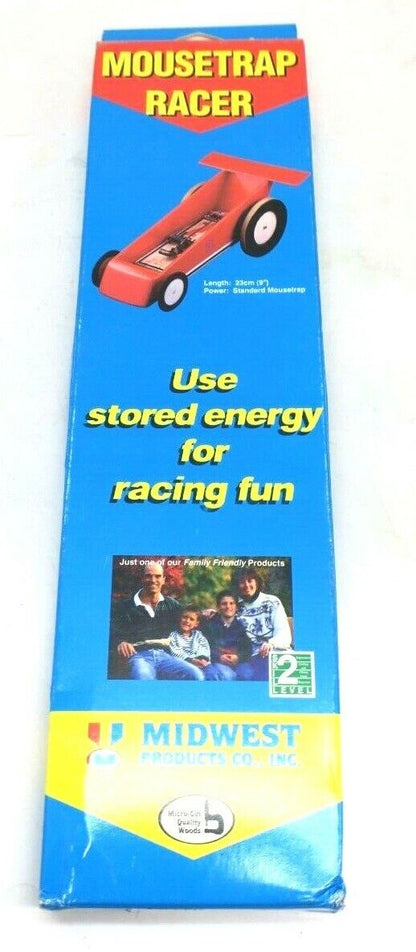 MOUSETRAP
RACER
Length: 23cm (9")
Power: Standard Mousetrap
Use
stored energy
for
racing fun
Just one of our Family Friendly Products
2
LEVEL
MIDWEST
PRODUCTS CO., INC.
Micro-Cut
Quality
Woods